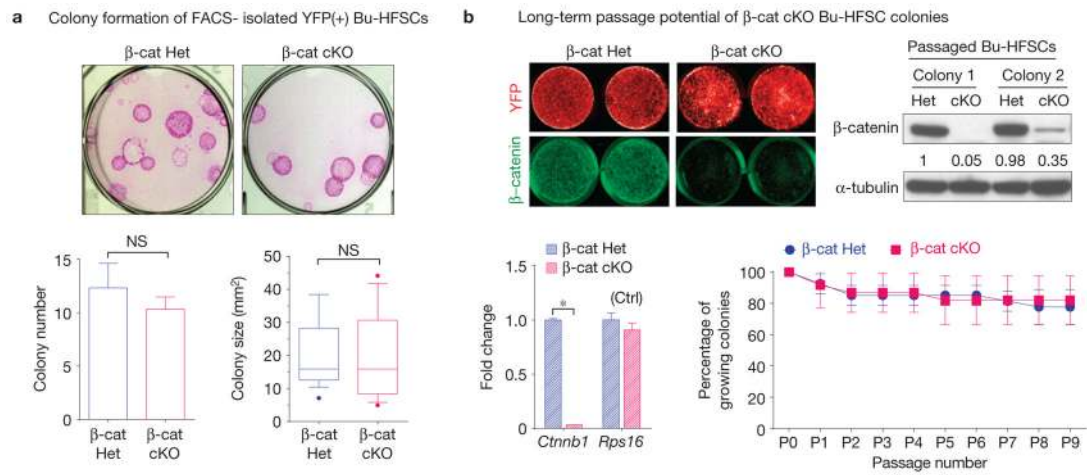 a Colony formation of FACS- isolated YFP(+) Bu-HFSCs
β-cat Het
β-cat cKO
NS
15
10
5
0
Colony number
β-cat Het
β-cat cKO
NS
50
40
30
20
10
0
Colony size (mm²)
β-cat Het
β-cat cKO
b Long-term passage potential of β-cat cKO Bu-HFSC colonies
β-cat Het
β-cat cKO
YFP
β-catenin
Passaged Bu-HFSCs
Colony 1 Colony 2
Het cKO Het cKO
β-catenin
1 0.05 0.98 0.35
α-tubulin
β-cat Het
β-cat cKO
1.5
1.0
0.5
0
Fold change
*
(Ctrl)
Ctnnb1 Rps16
β-cat Het β-cat cKO
100
80
60
40
20
0
Percentage of
growing colonies
P0 P1 P2 P3 P4 P5 P6 P7 P8 P9
Passage number